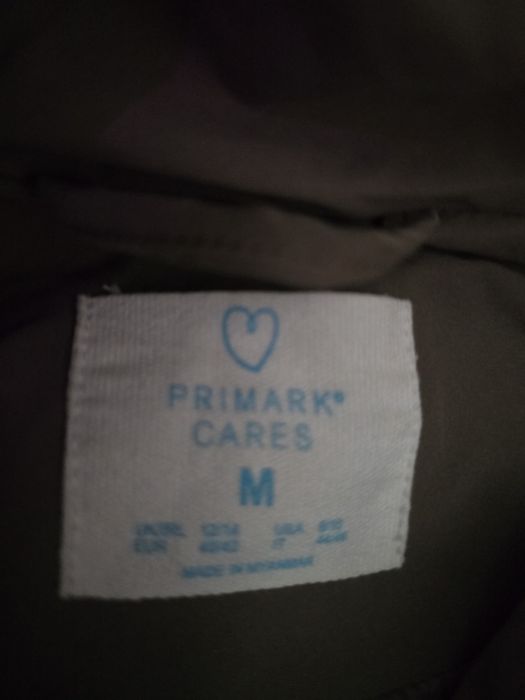 PRIMARK®
CARES
M
UK/IRL 12/14 USA 8/10
EUR 40/42 IT 44/46
MADE IN MYANMAR